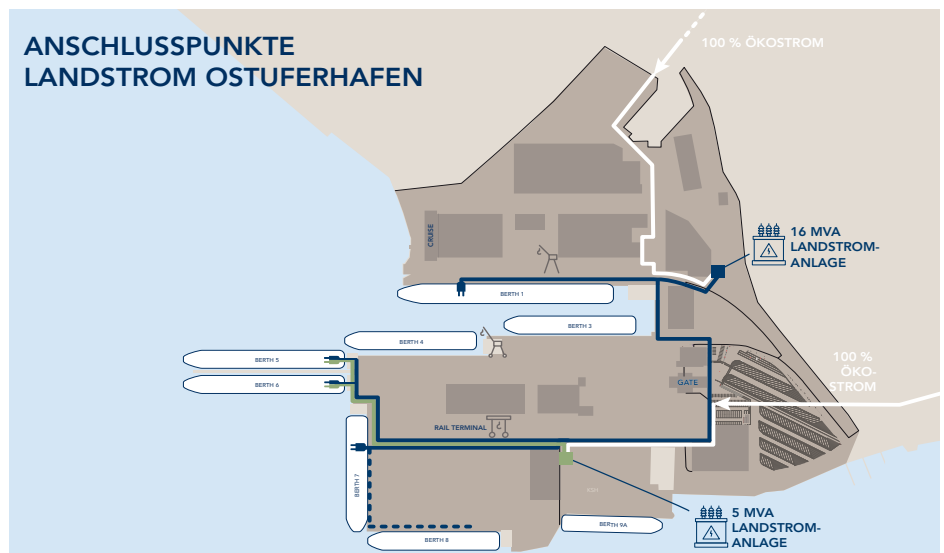 ANSCHLUSSPUNKTE
LANDSTROM OSTUFERHAFEN
100 % ÖKOSTROM
CRUISE
16 MVA
LANDSTROM-
ANLAGE
BERTH 1
BERTH 3
BERTH 4
BERTH 5
BERTH 6
100 %
ÖKO-
STROM
GATE
RAIL TERMINAL
BERTH 7
BERTH 9A
BERTH 8
5 MVA
LANDSTROM-
ANLAGE